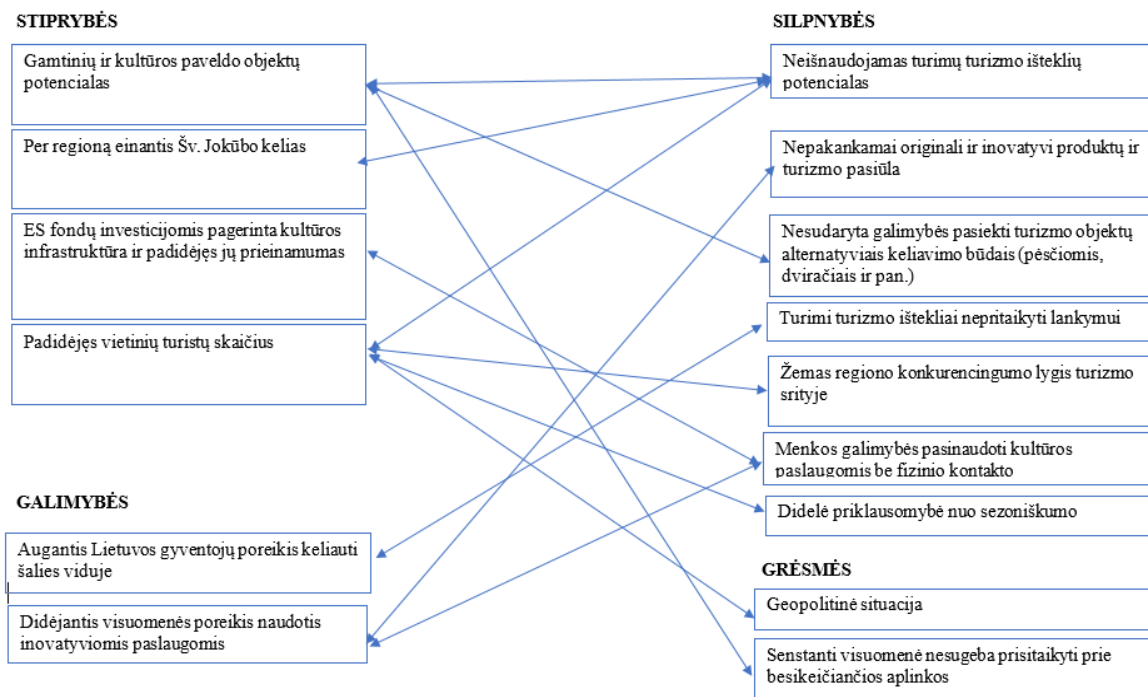 STIPRYBĖS
Gamtinių ir kultūros paveldo objektų
potencialas
Per regioną einantis Šv. Jokūbo kelias
ES fondų investicijomis pagerinta kultūros
infrastruktūra ir padidėjęs jų prieinamumas
Padidėjęs vietinių turistų skaičius
GALIMYBĖS
Augantis Lietuvos gyventojų poreikis keliauti
šalies viduje
Didėjantis visuomenės poreikis naudotis
inovatyviomis paslaugomis
SILPNYBĖS
Neišnaudojamas turimų turizmo išteklių
potencialas
Nepakankamai originali ir inovatyvi produktų ir
turizmo pasiūla
Nesudaryta galimybės pasiekti turizmo objektų
alternatyviais keliavimo būdais (pėsčiomis,
dviračiais ir pan.)
Turimi turizmo ištekliai nepritaikyti lankymui
Žemas regiono konkurencingumo lygis turizmo
srityje
Menkos galimybės pasinaudoti kultūros
paslaugomis be fizinio kontakto
Didelė priklausomybė nuo sezoniškumo
GRĖSMĖS
Geopolitinė situacija
Senstanti visuomenė nesugeba prisitaikyti prie
besikeičiančios aplinkos